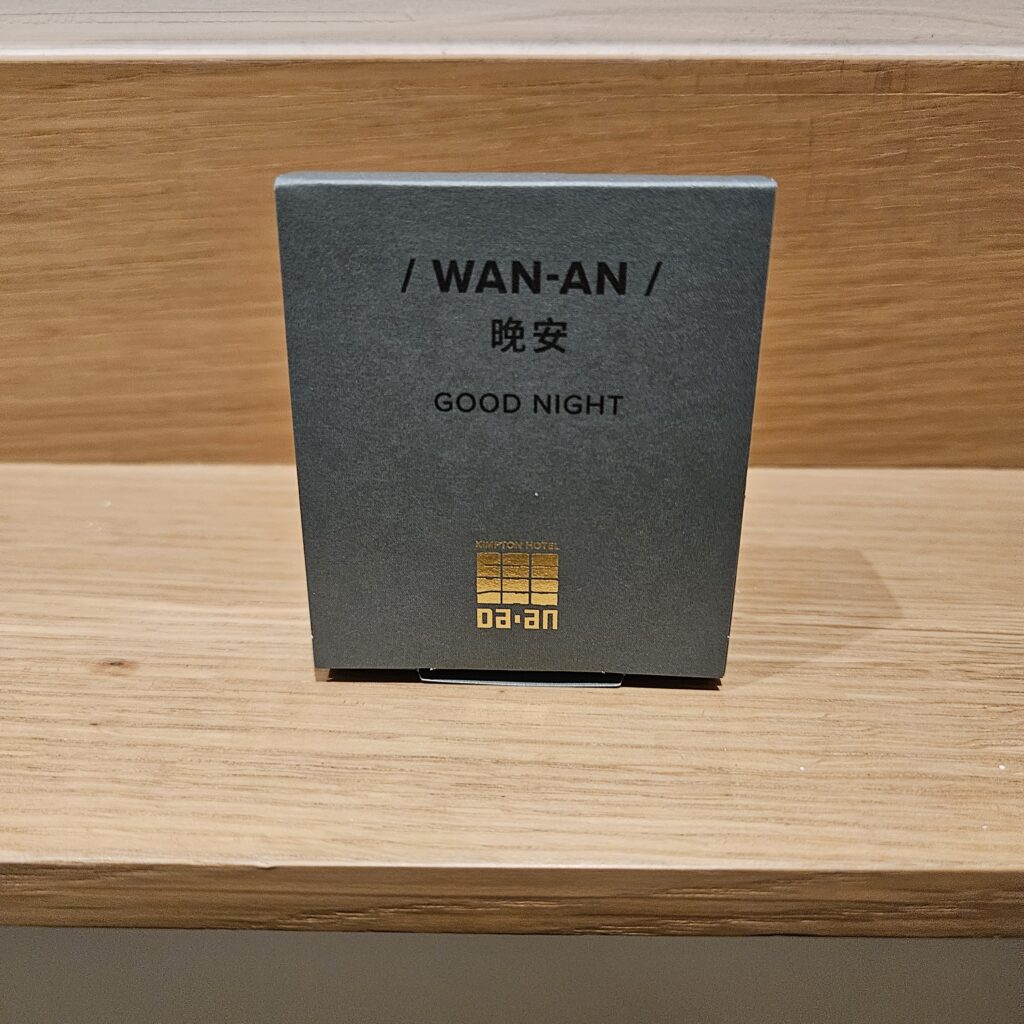 / WAN-AN /
晚安
GOOD NIGHT
KIMPTON HOTEL
Da·an